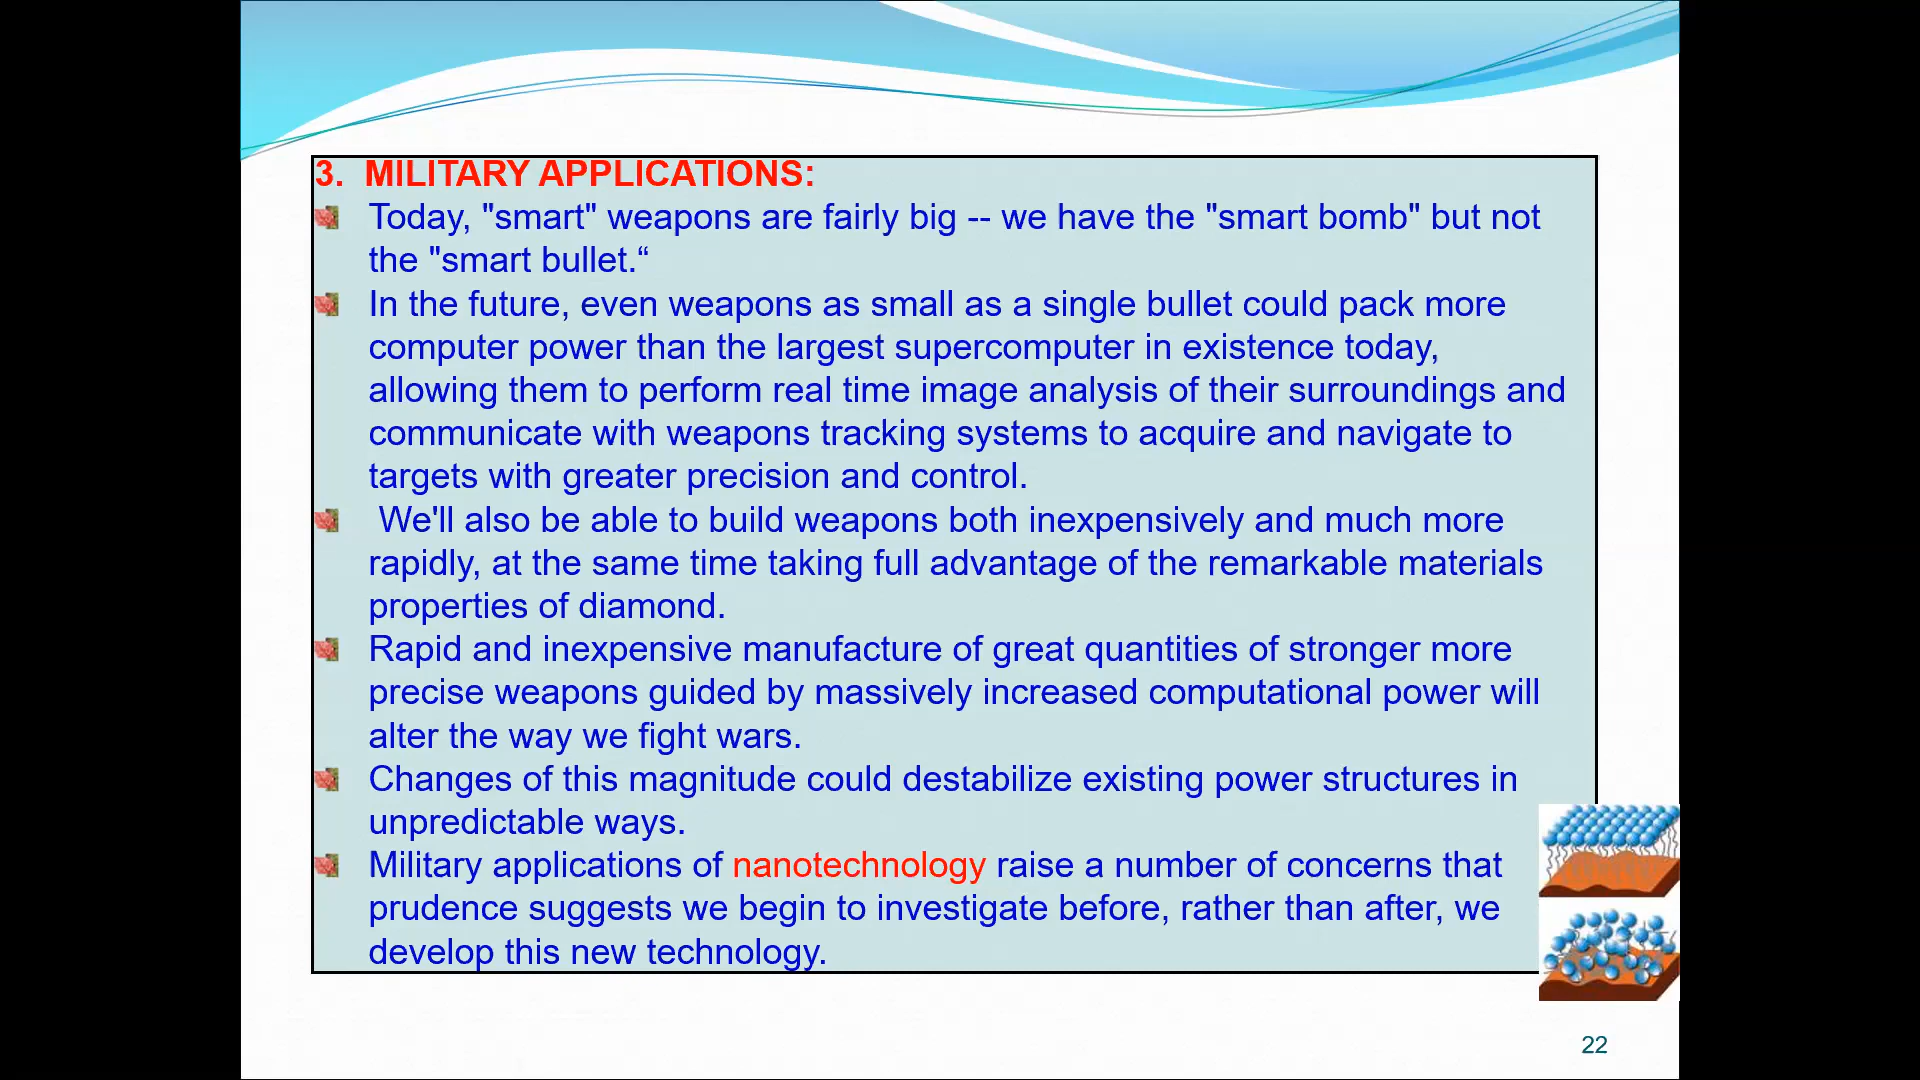 3. MILITARY APPLICATIONS:
Today, "smart" weapons are fairly big -- we have the "smart bomb" but not
the "smart bullet.“
In the future, even weapons as small as a single bullet could pack more
computer power than the largest supercomputer in existence today,
allowing them to perform real time image analysis of their surroundings and
communicate with weapons tracking systems to acquire and navigate to
targets with greater precision and control.
We'll also be able to build weapons both inexpensively and much more
rapidly, at the same time taking full advantage of the remarkable materials
properties of diamond.
Rapid and inexpensive manufacture of great quantities of stronger more
precise weapons guided by massively increased computational power will
alter the way we fight wars.
Changes of this magnitude could destabilize existing power structures in
unpredictable ways.
Military applications of nanotechnology raise a number of concerns that
prudence suggests we begin to investigate before, rather than after, we
develop this new technology.
22